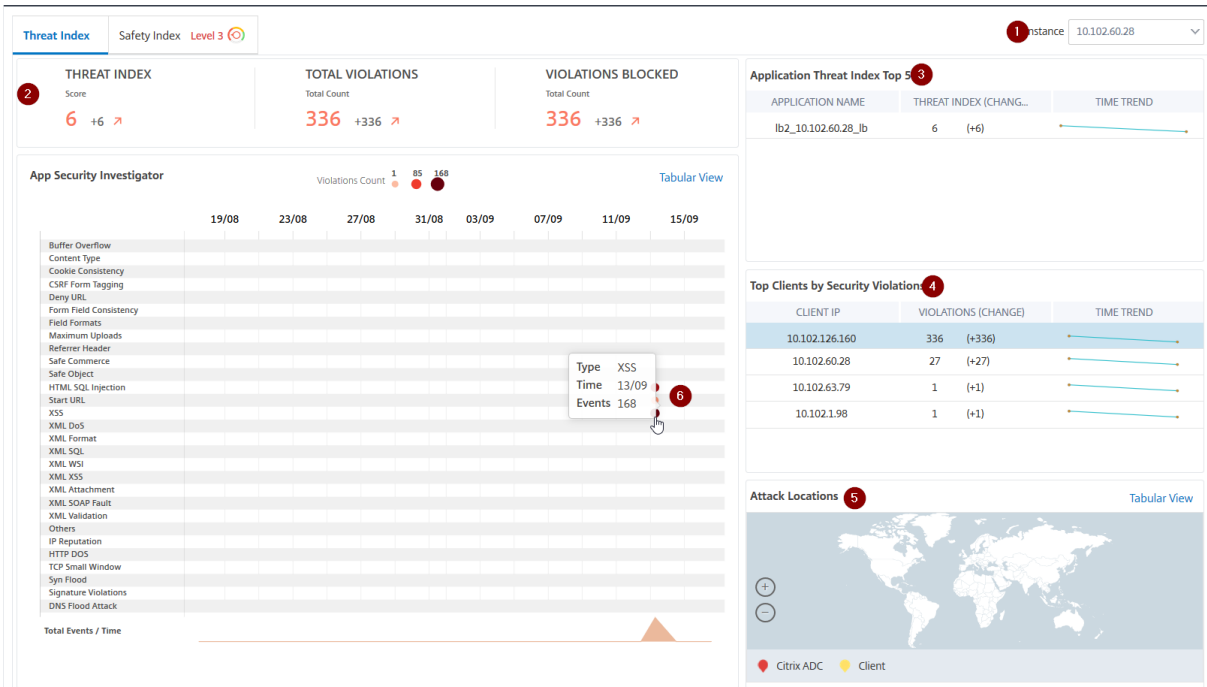 Threat Index
Safety Index Level 3
1 nstance 10.102.60.28
THREAT INDEX
Score
6 +6
2
TOTAL VIOLATIONS
Total Count
336 +336
VIOLATIONS BLOCKED
Total Count
336 +336
App Security Investigator
Violations Count 1 85 168
Tabular View
19/08 23/08 27/08 31/08 03/09 07/09 11/09 15/09
Buffer Overflow
Content Type
Cookie Consistency
CSRF Form Tagging
Deny URL
Form Field Consistency
Field Formats
Maximum Uploads
Referrer Header
Safe Commerce
Safe Object
HTML SQL Injection
Start URL
XSS
XML DoS
XML Format
XML SQL
XML WSI
XML XSS
XML Attachment
XML SOAP Fault
XML Validation
Others
IP Reputation
HTTP DOS
TCP Small Window
Syn Flood
Signature Violations
DNS Flood Attack
Total Events / Time
Type XSS
Time 13/09
Events 168
6
Application Threat Index Top 5 3
APPLICATION NAME THREAT INDEX (CHANG... TIME TREND
lb2_10.102.60.28_lb 6 (+6)
Top Clients by Security Violations 4
CLIENT IP VIOLATIONS (CHANGE) TIME TREND
10.102.126.160 336 (+336)
10.102.60.28 27 (+27)
10.102.63.79 1 (+1)
10.102.1.98 1 (+1)
Attack Locations 5
Tabular View
Citrix ADC Client